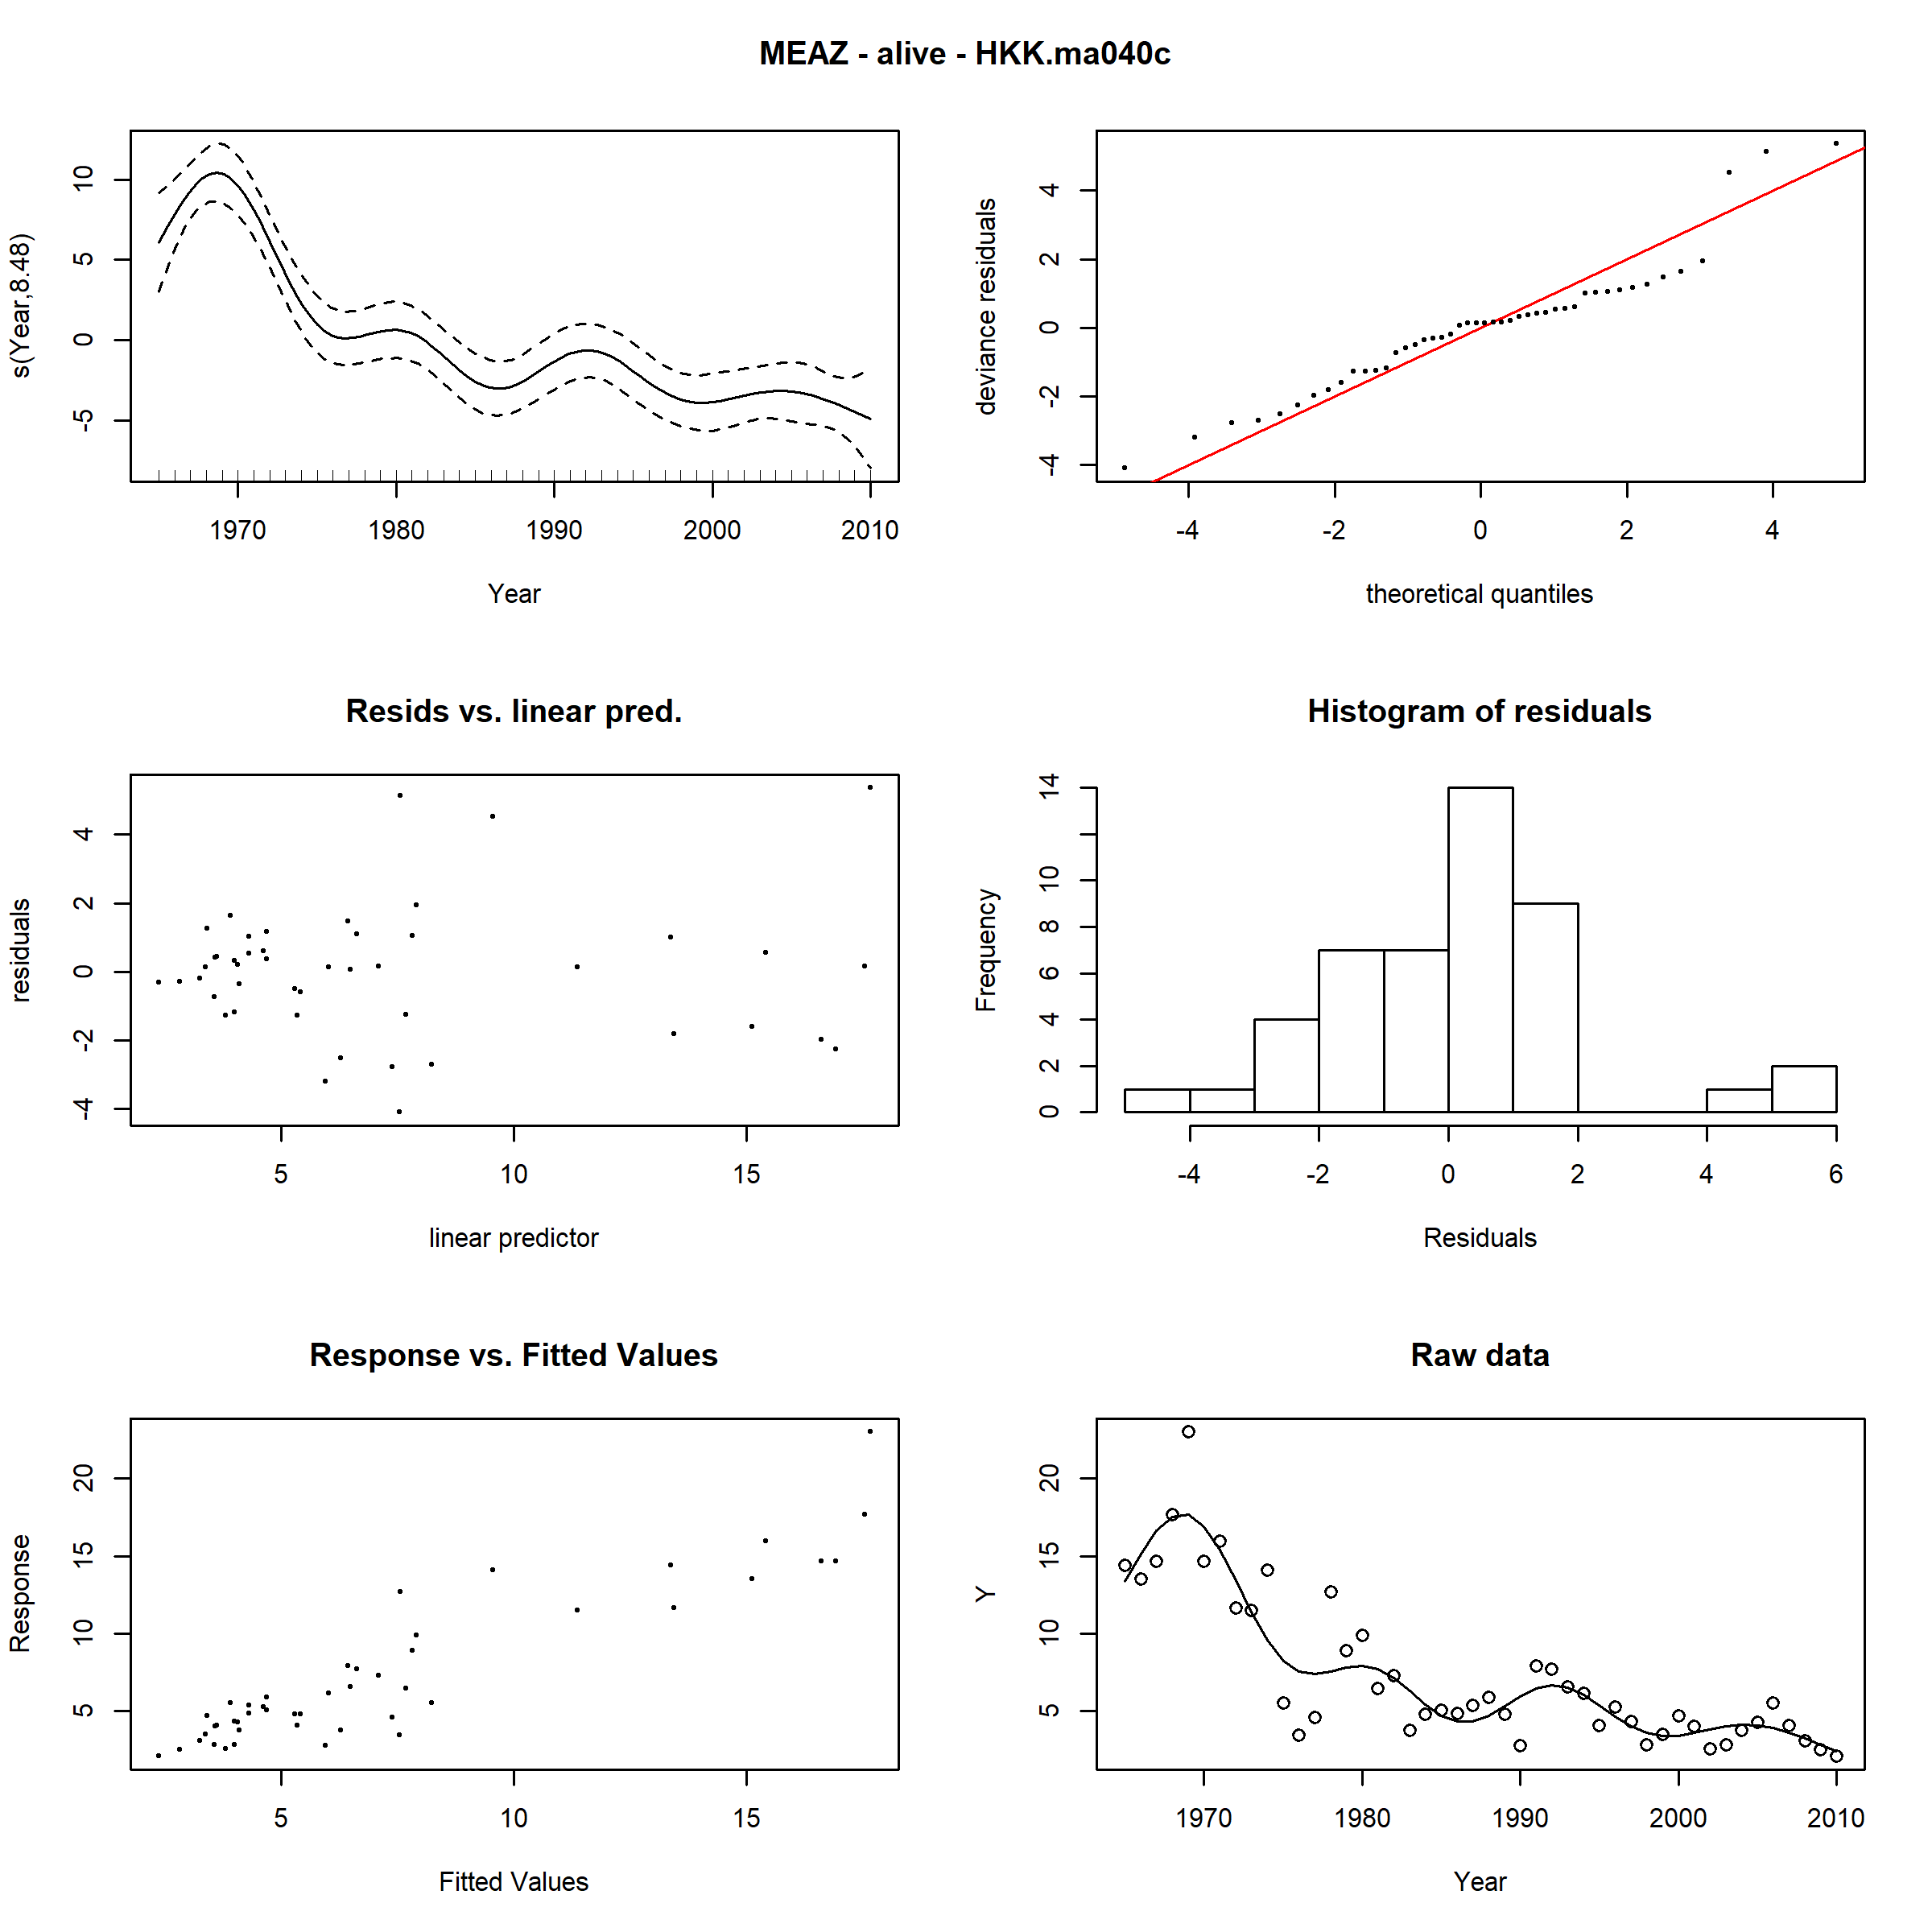 MEAZ - alive - HKK.ma040c
s(Year,8.48)
10
5
0
-5
1970 1980 1990 2000 2010
Year
deviance residuals
4
2
0
-2
-4
-4 -2 0 2 4
theoretical quantiles
Resids vs. linear pred.
residuals
4
2
0
-2
-4
5 10 15
linear predictor
Histogram of residuals
Frequency
14
10
8
6
4
2
0
-4 -2 0 2 4 6
Residuals
Response vs. Fitted Values
Response
20
15
10
5
5 10 15
Fitted Values
Raw data
Y
20
15
10
5
1970 1980 1990 2000 2010
Year